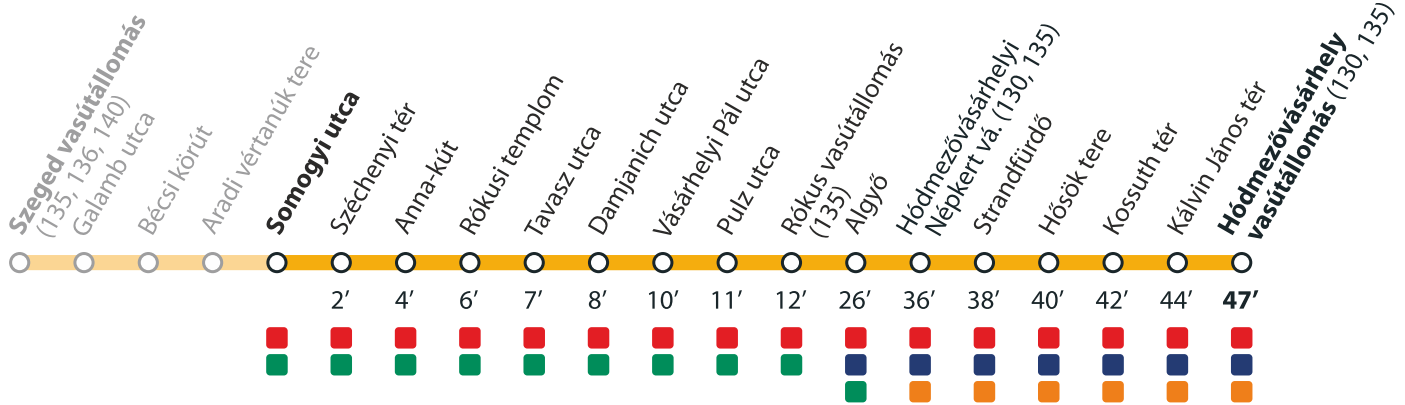 Szeged vasútállomás
(135, 136, 140)
Galamb utca
Bécsi körút
Aradi vértanúk tere
Somogyi utca
Széchenyi tér
Anna-kút
Rókusi templom
Tavasz utca
Damjanich utca
Vásárhelyi Pál utca
Pulz utca
Rókus vasútállomás
(135)
Algyő
Hódmezővásárhelyi
Népkert vá. (130, 135)
Strandfürdő
Hősök tere
Kossuth tér
Kálvin János tér
Hódmezővásárhely
vasútállomás (130, 135)
2’ 4’ 6’ 7’ 8’ 10’ 11’ 12’ 26’ 36’ 38’ 40’ 42’ 44’ 47’